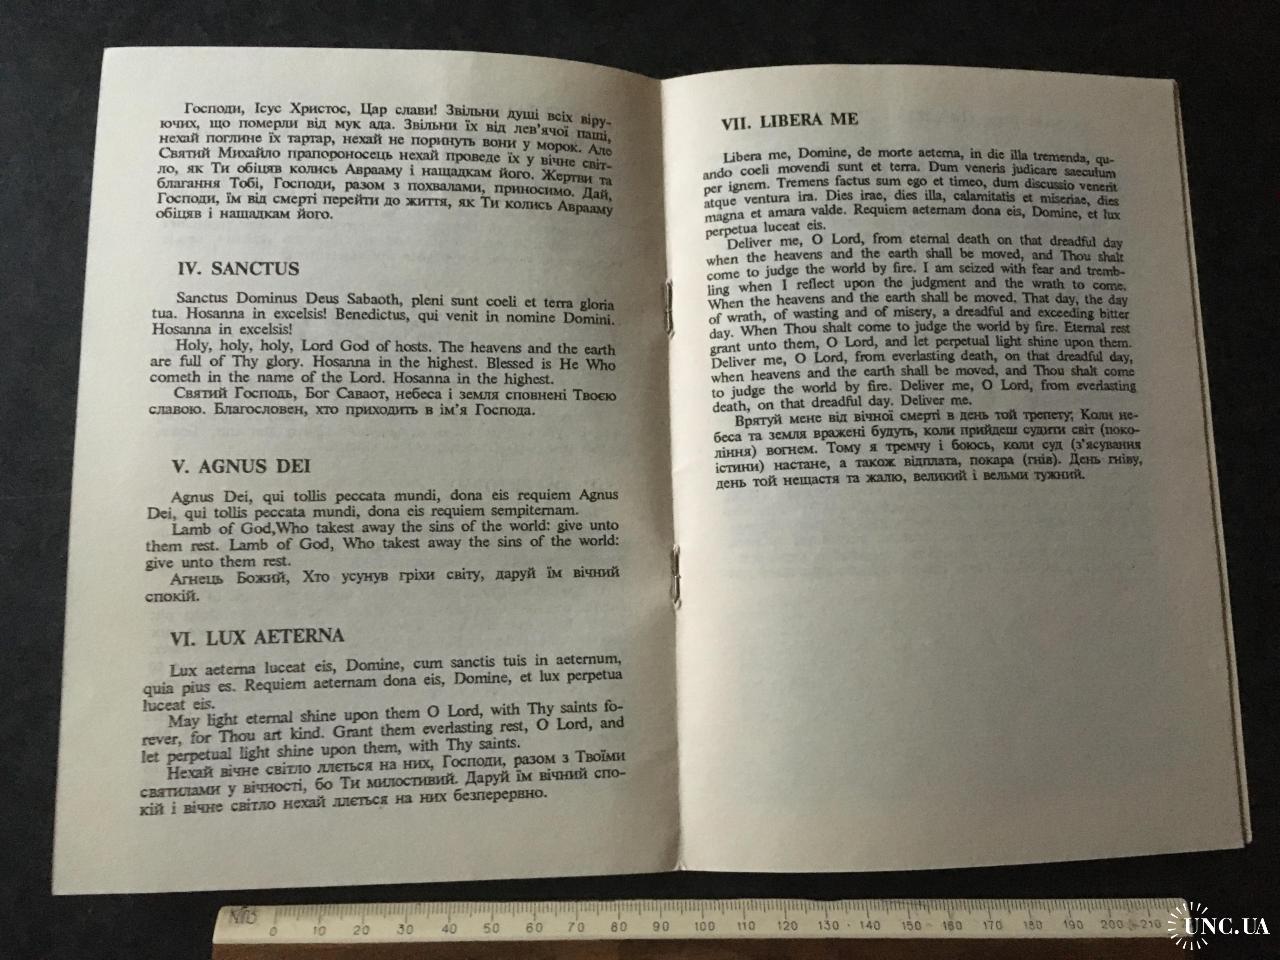 Господи, Ісус Христос, Цар слави! Звільни душі всіх віру-
ючих, що померли від мук ада. Звільни їх від лев’ячої пащі,
нехай поглине їх тартар, нехай не поринуть вони у морок. Але
Святий Михайло прапороносець нехай проведе їх у вічне світ-
ло, як Ти обіцяв колись Аврааму і нащадкам його. Жертви та
благання Тобі, Господи, разом з похвалами, приносимо. Дай,
Господи, їм від смерті перейти до життя, як Ти колись Аврааму
обіцяв і нащадкам його.
IV. SANCTUS
Sanctus Dominus Deus Sabaoth, pleni sunt coeli et terra gloria
tua. Hosanna in excelsis! Benedictus, qui venit in nomine Domini.
Hosanna in excelsis!
Holy, holy, holy, Lord God of hosts. The heavens and the earth
are full of Thy glory. Hosanna in the highest. Blessed is He Who
cometh in the name of the Lord. Hosanna in the highest.
Святий Господь, Бог Саваот, небеса і земля сповнені Твоєю
славою. Благословен, хто приходить в ім’я Господа.
V. AGNUS DEI
Agnus Dei, qui tollis peccata mundi, dona eis requiem Agnus
Dei, qui tollis peccata mundi, dona eis requiem sempiternam.
Lamb of God,Who takest away the sins of the world: give unto
them rest. Lamb of God, Who takest away the sins of the world:
give unto them rest.
Агнець Божий, Хто усунув гріхи світу, даруй їм вічний
спокій.
VI. LUX AETERNA
Lux aeterna luceat eis, Domine, cum sanctis tuis in aeternum,
quia pius es. Requiem aeternam dona eis, Domine, et lux perpetua
luceat eis.
May light eternal shine upon them O Lord, with Thy saints fo-
rever, for Thou art kind. Grant them everlasting rest, O Lord, and
let perpetual light shine upon them, with Thy saints.
Нехай вічне світло ллється на них, Господи, разом з Твоїми
святилами у вічності, бо Ти милостивий. Даруй їм вічний спо-
кій і вічне світло нехай ллється на них безперервно.
VII. LIBERA ME
Libera me, Domine, de morte aeterna, in die illa tremenda, qu-
ando coeli movendi sunt et terra. Dum veneris judicare saeculum
per ignem. Tremens factus sum ego et timeo, dum discussio venerit
atque ventura ira. Dies irae, dies illa, calamitatis et miseriae, dies
magna et amara valde. Requiem aeternam dona eis, Domine, et lux
perpetua luceat eis.
Deliver me, O Lord, from eternal death on that dreadful day
when the heavens and the earth shall be moved, and Thou shalt
come to judge the world by fire. I am seized with fear and tremb-
ling when I reflect upon the judgment and the wrath to come.
When the heavens and the earth shall be moved. That day, the day
of wrath, of wasting and of misery, a dreadful and exceeding bitter
day. When Thou shalt come to judge the world by fire. Eternal rest
grant unto them, O Lord, and let perpetual light shine upon them.
Deliver me, O Lord, from everlasting death, on that dreadful day,
when heavens and the earth shall be moved, and Thou shalt come
to judge the world by fire. Deliver me, O Lord, from everlasting
death, on that dreadful day. Deliver me.
Врятуй мене від вічної смерті в день той трепету; Коли не-
беса та земля вражені будуть, коли прийдеш судити світ (поко-
ління) вогнем. Тому я тремчу і боюсь, коли суд (з’ясування
істини) настане, а також відплата, покара (гнів). День гніву,
день той нещастя та жалю, великий і вельми тужний.
0 10 20 30 40 50 60 70 80 90 100 110 120 130 140 150 160 170 180 190 200 210
UNC.UA